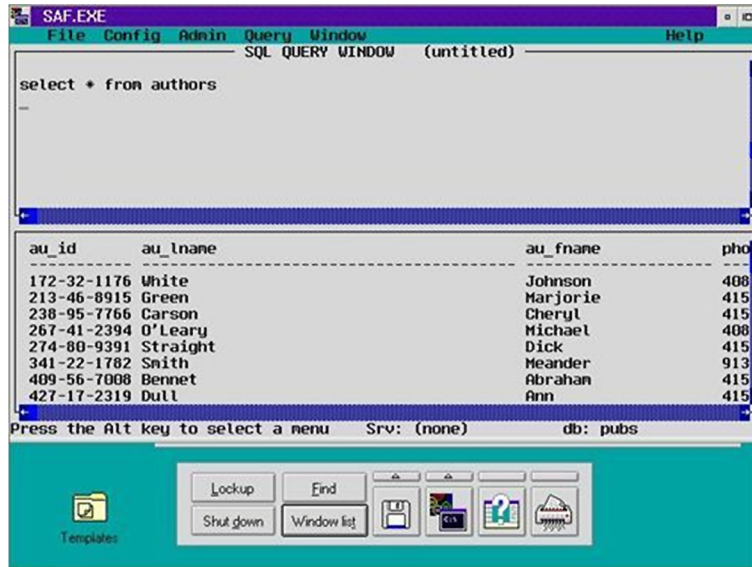 SAF.EXE
File Config Admin Query Window Help
SQL QUERY WINDOW (untitled)
select * from authors
au_id au_lname au_fname pho
172-32-1176 White Johnson 408
213-46-8915 Green Marjorie 415
238-95-7766 Carson Cheryl 415
267-41-2394 O'Leary Michael 408
274-80-9391 Straight Dick 415
341-22-1782 Smith Meander 913
409-56-7008 Bennet Abraham 415
427-17-2319 Dull Ann 415
Press the Alt key to select a menu Srv: (none) db: pubs
Lockup Find
Shut down Window list
C:\
Templates